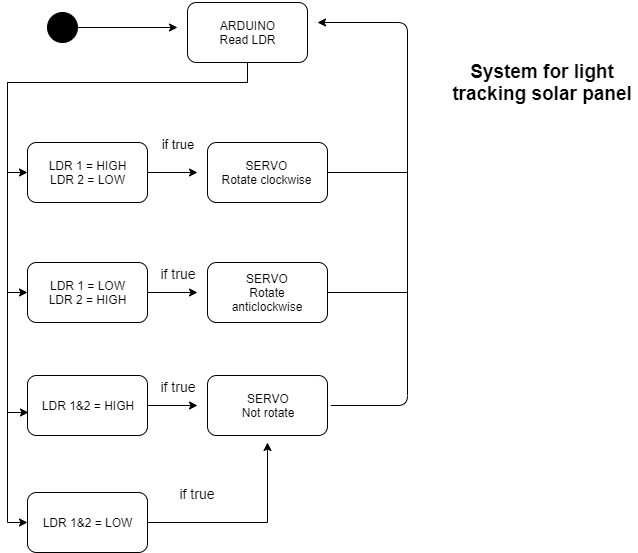 ARDUINO
Read LDR
System for light
tracking solar panel
if true
LDR 1 = HIGH
LDR 2 = LOW
SERVO
Rotate clockwise
if true
LDR 1 = LOW
LDR 2 = HIGH
SERVO
Rotate
anticlockwise
if true
LDR 1&2 = HIGH
SERVO
Not rotate
if true
LDR 1&2 = LOW